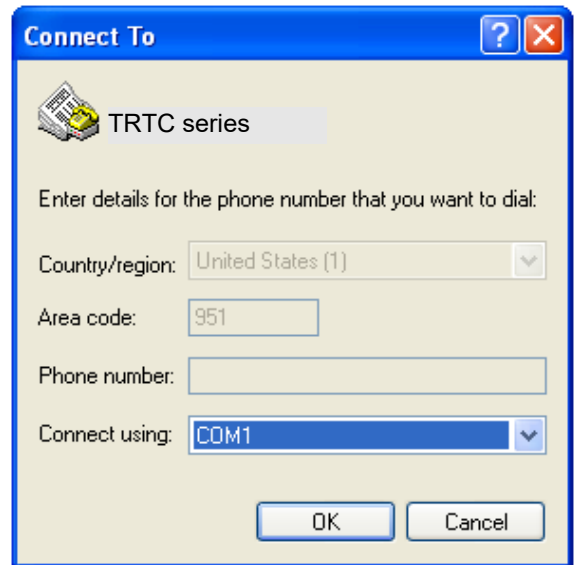 Connect To
TRTC series
Enter details for the phone number that you want to dial:
Country/region: United States (1)
Area code: 951
Phone number:
Connect using: COM1
OK Cancel